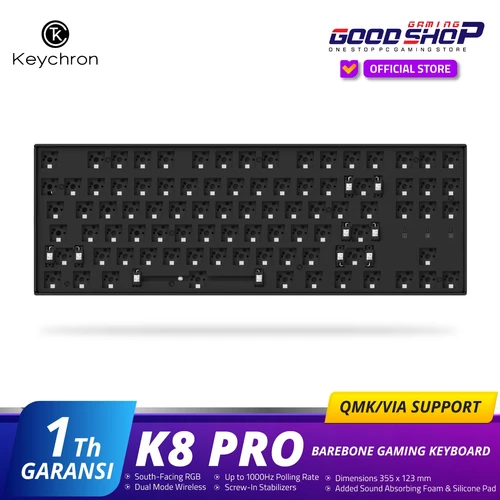 Keychron
GAMING
GOODSHOP
ONE STOP PC GAMING STORE
OFFICIAL STORE
QMK/VIA SUPPORT
1Th
GARANSI
K8 PRO
BAREBONE GAMING KEYBOARD
• South-Facing RGB
• Dual Mode Wireless
• Up to 1000Hz Polling Rate
• Screw-In Stabilizers
• Dimensions 355 x 123 mm
• Added Sound Absorbing Foam & Silicone Pad